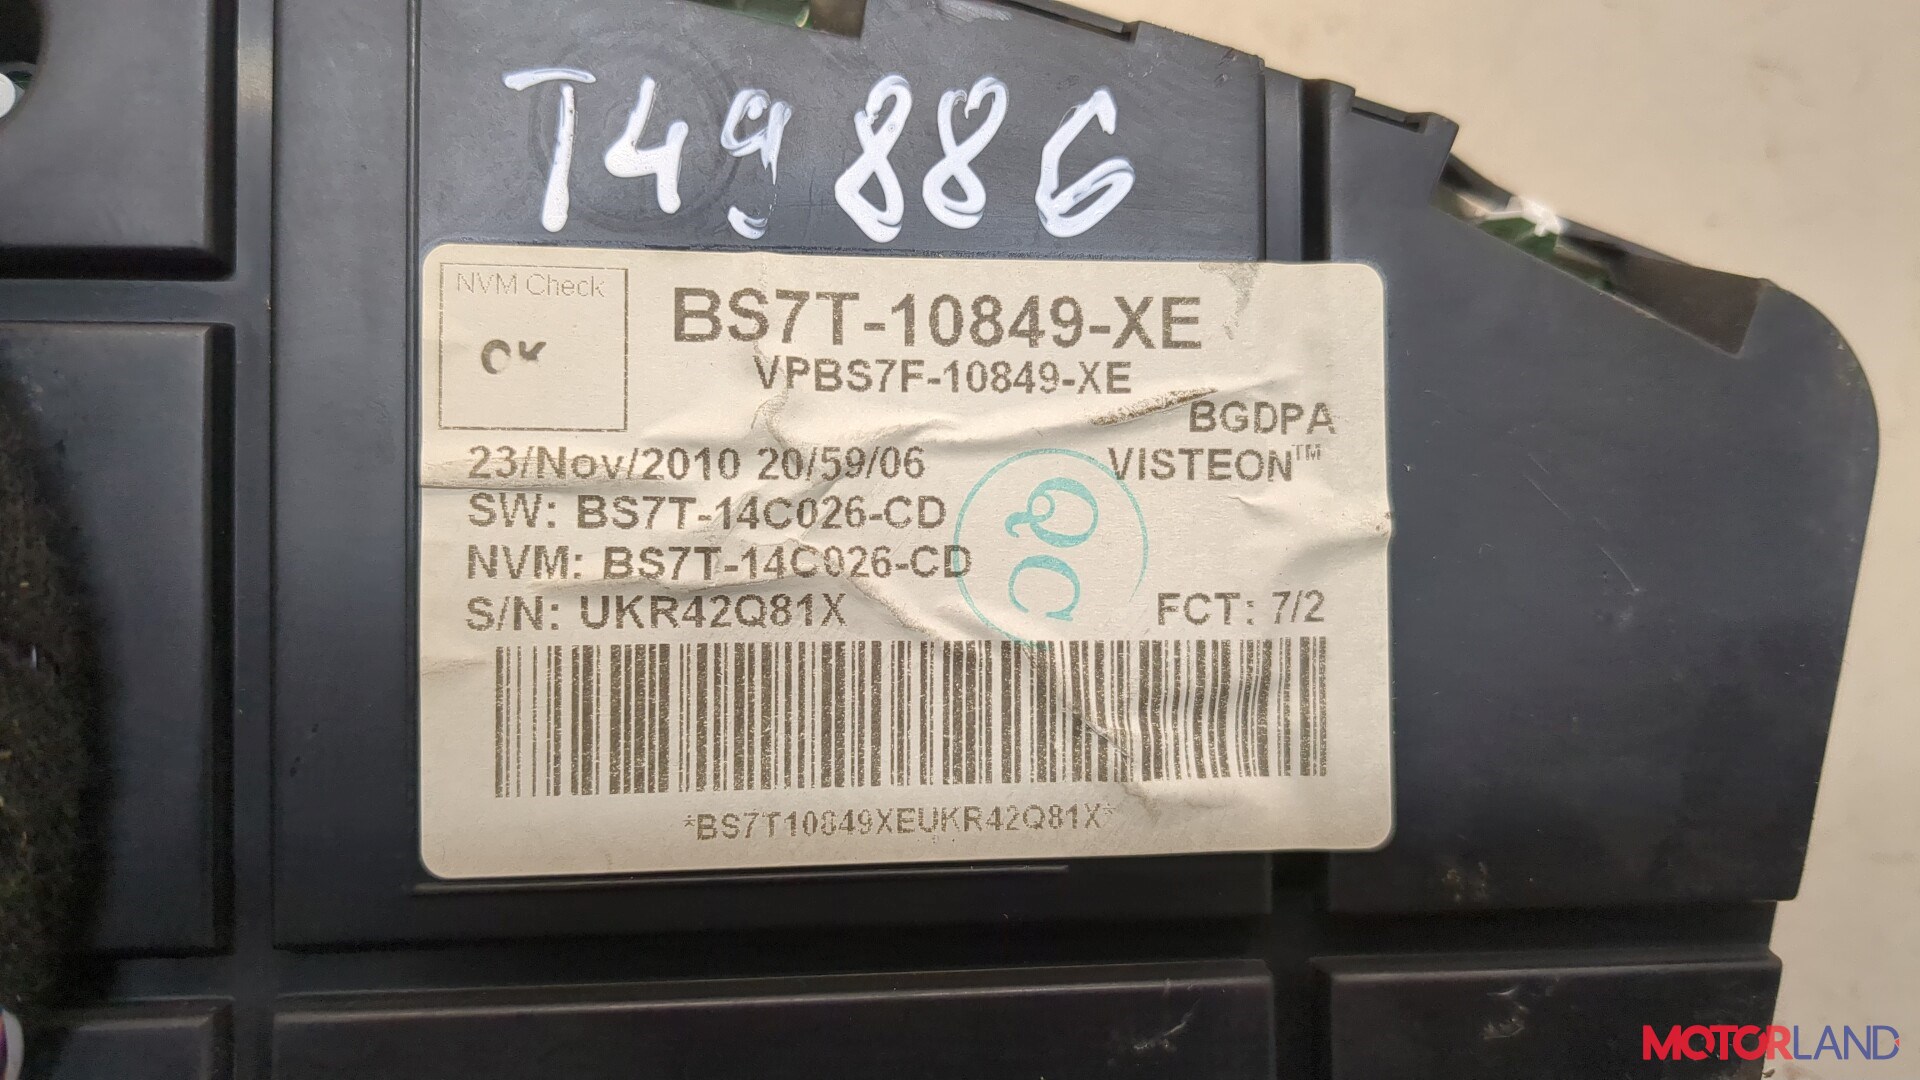 T49886
NVM Check
OK
BS7T-10849-XE
VPBS7F-10849-XE
BGDPA
23/Nov/2010 20/59/06
VISTEON™
SW: BS7T-14C026-CD
QC
NVM: BS7T-14C026-CD
S/N: UKR42Q81X
FCT: 7/2
*BS7T10849XEUKR42Q81X*
MOTORLAND